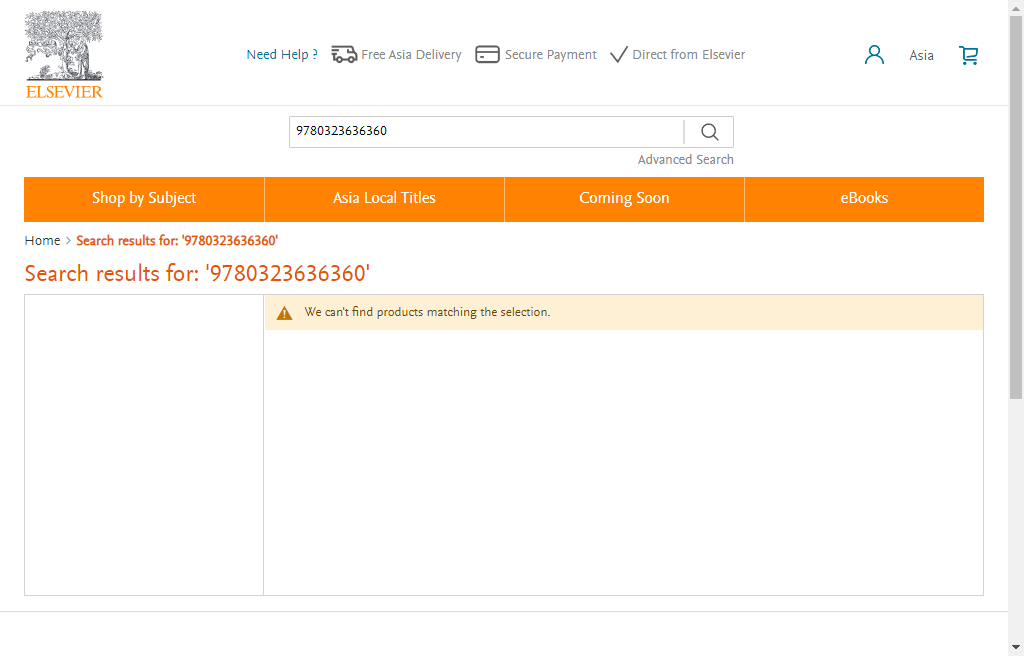 ELSEVIER
Need Help ? Free Asia Delivery Secure Payment Direct from Elsevier Asia
9780323636360
Advanced Search
Shop by Subject Asia Local Titles Coming Soon eBooks
Home > Search results for: '9780323636360'
Search results for: '9780323636360'
We can't find products matching the selection.